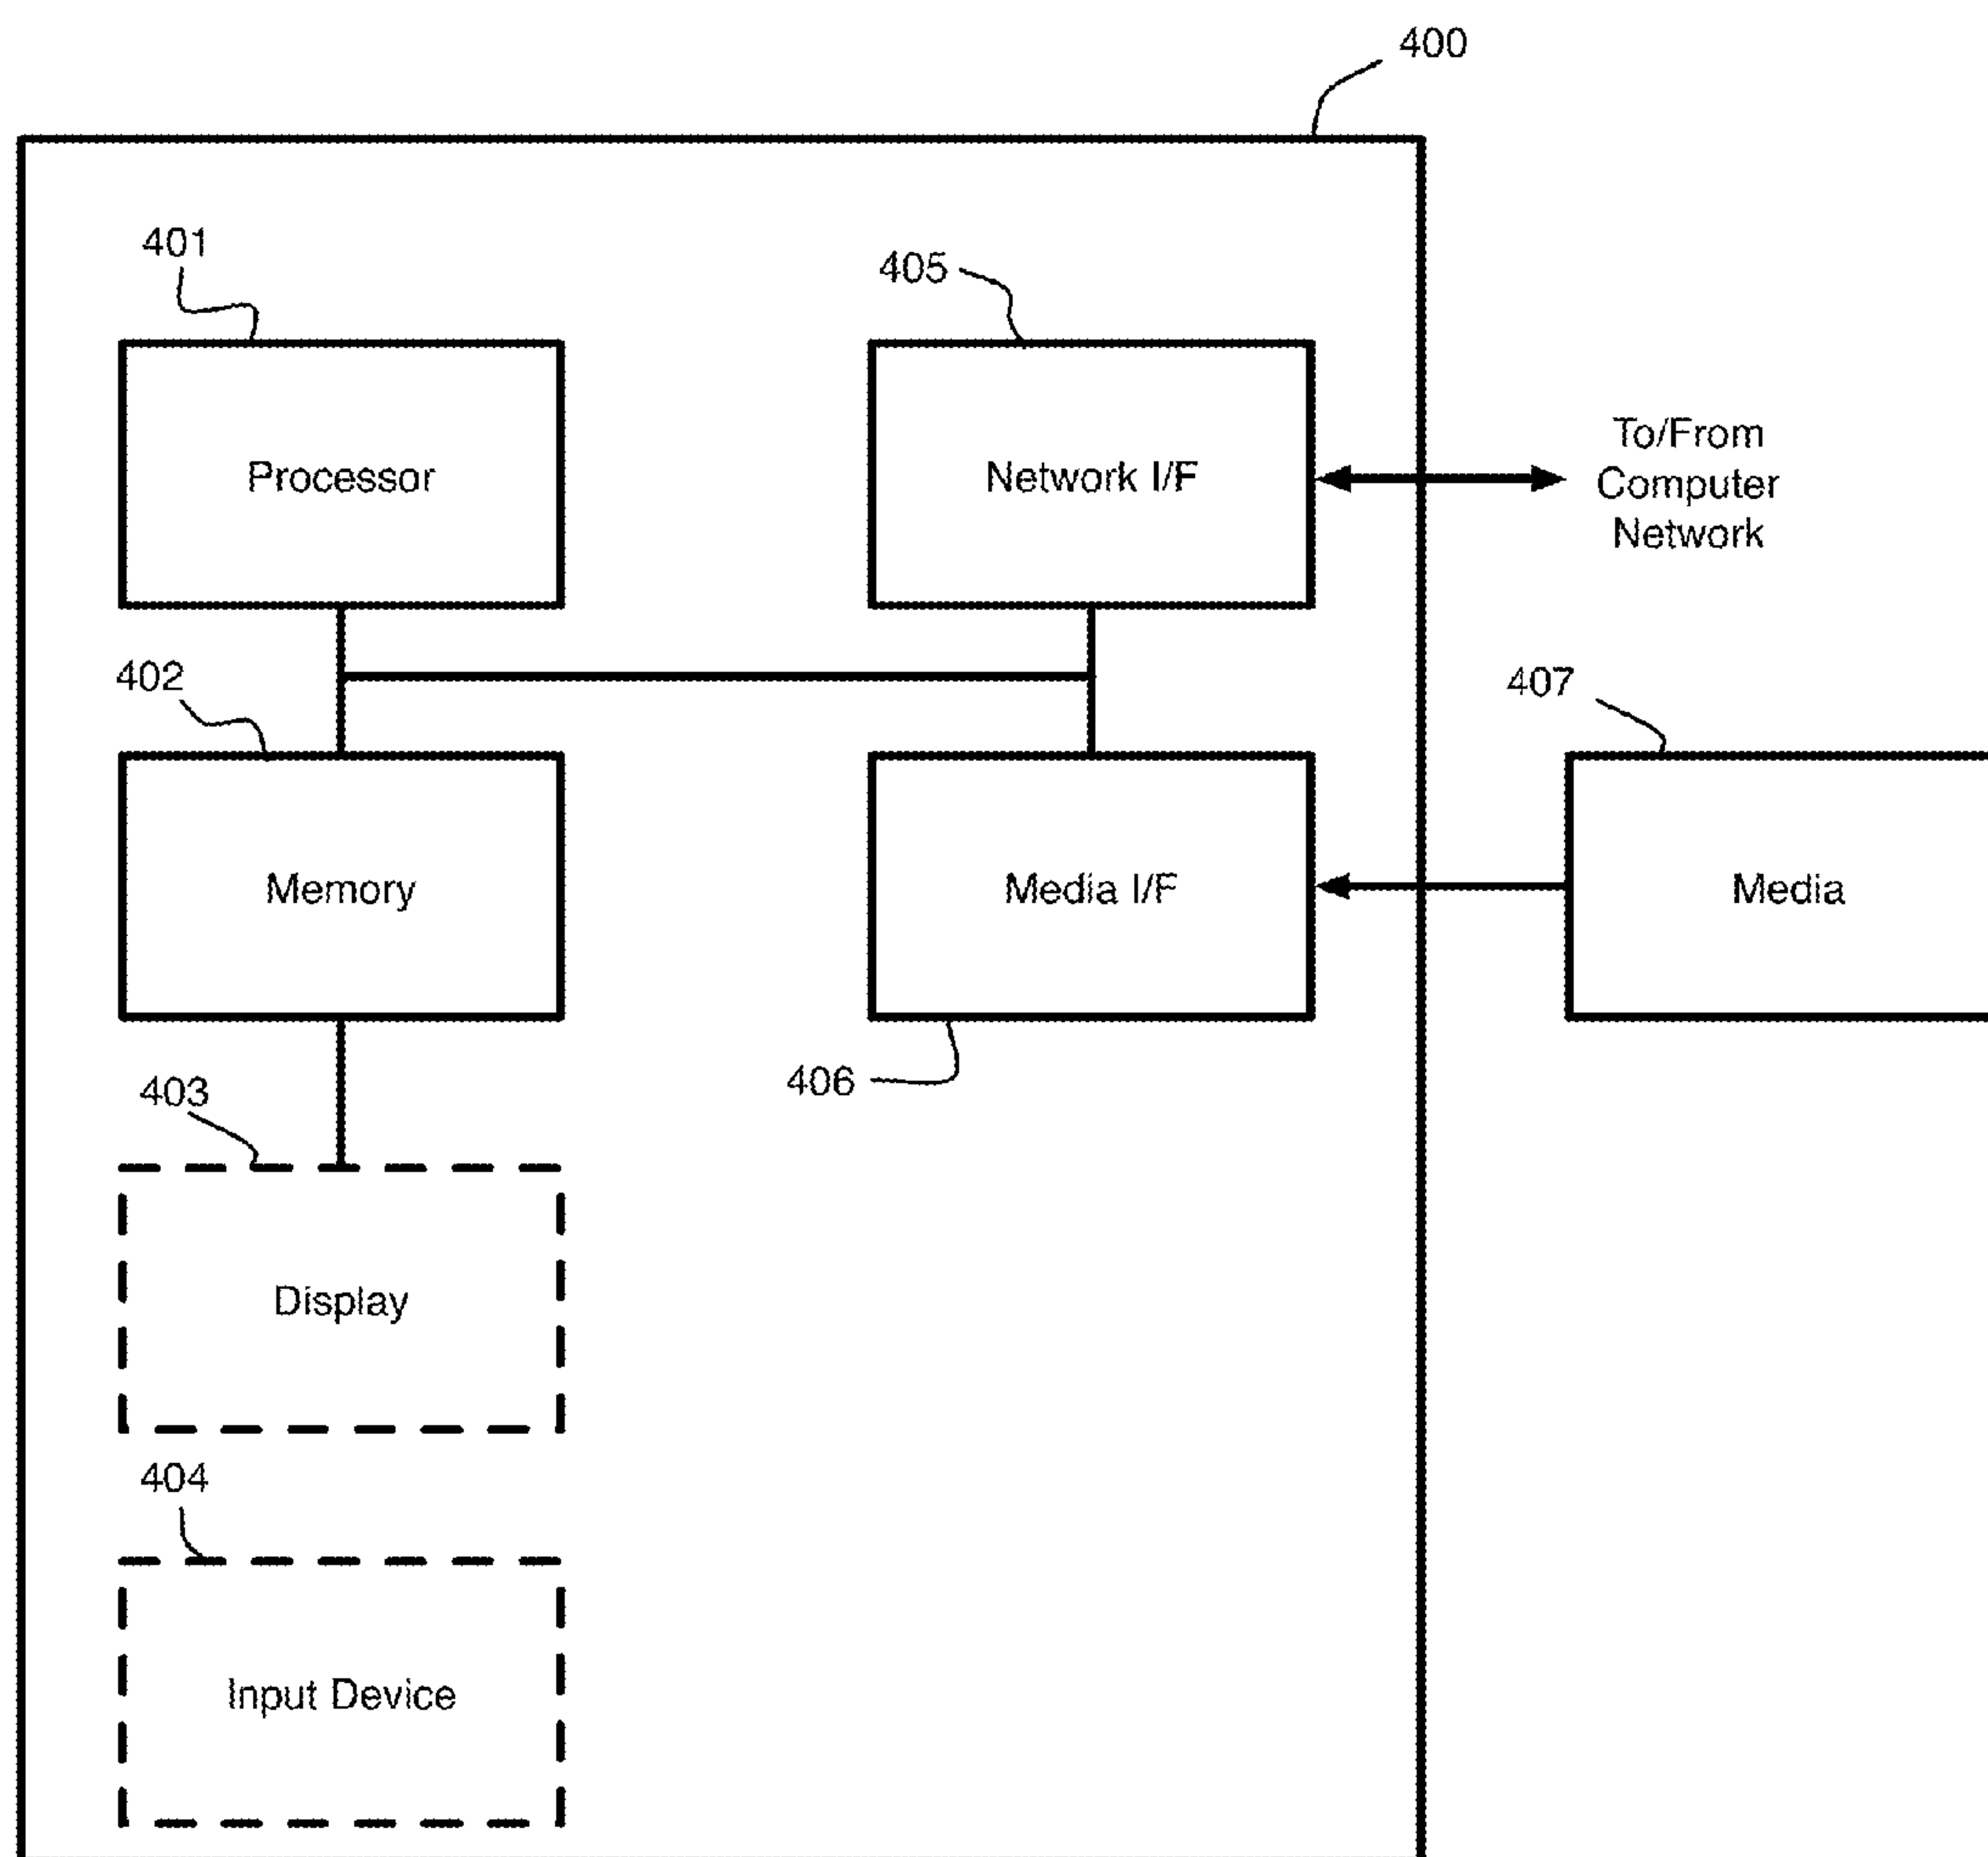 400
401
405
Processor
Network I/F
To/From
Computer
Network
402
407
Memory
Media I/F
Media
403
406
Display
404
Input Device